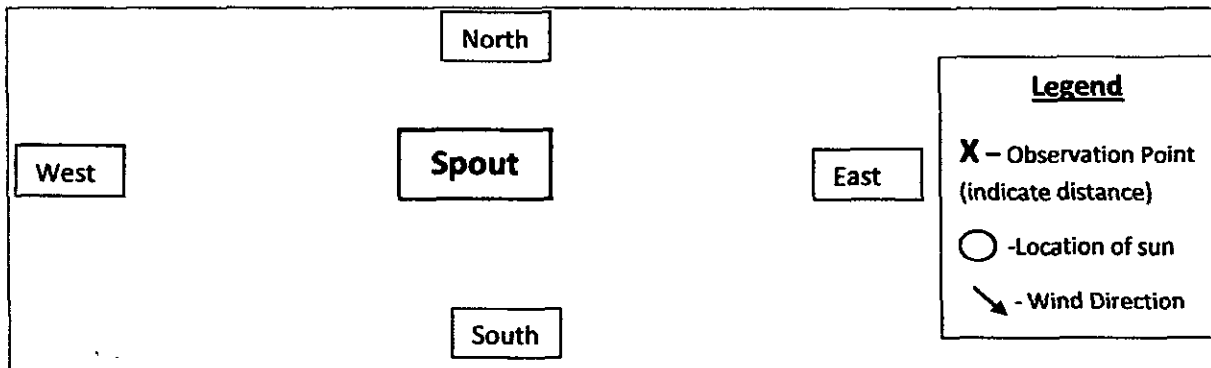 North
West
Spout
East
South
Legend
X – Observation Point
(indicate distance)
-Location of sun
- Wind Direction